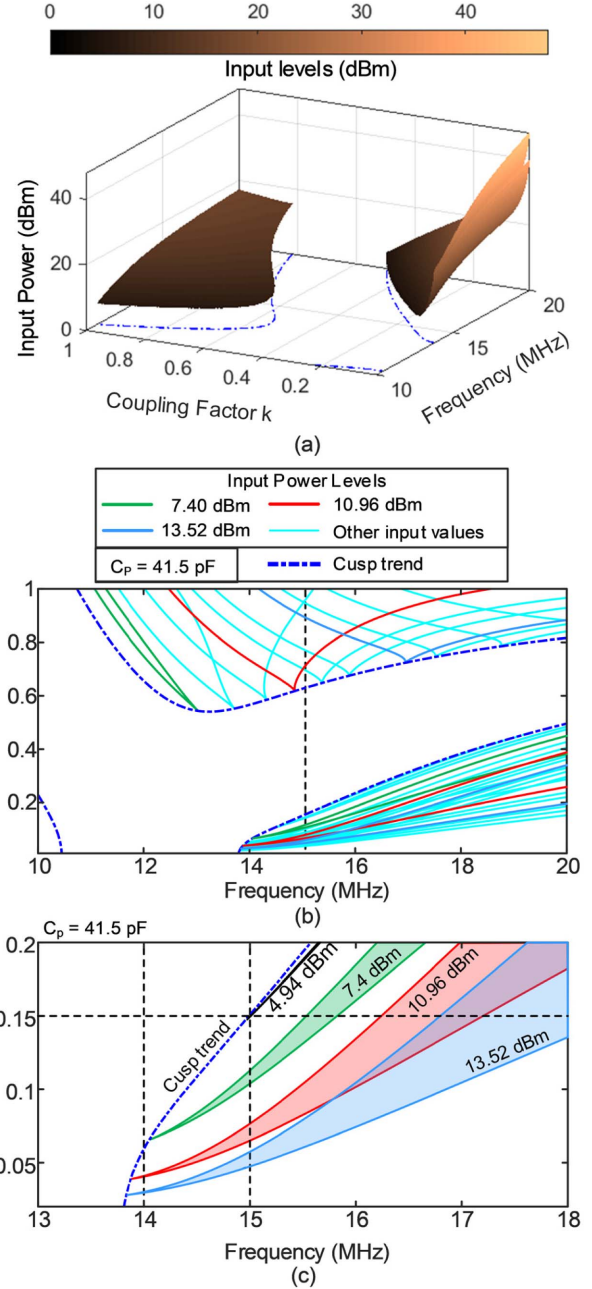 0 10 20 30 40
Input levels (dBm)
Input Power (dBm)
40
20
0
1 0.8 0.6 0.4 0.2
Coupling Factor k
10 15 20
Frequency (MHz)
(a)
Input Power Levels
7.40 dBm 10.96 dBm
13.52 dBm Other input values
C_P = 41.5 pF Cusp trend
1
0.8
0.6
0.4
0.2
10 12 14 16 18 20
Frequency (MHz)
(b)
C_p = 41.5 pF
0.2
0.15
0.1
0.05
Cusp trend
4.94 dBm
7.4 dBm
10.96 dBm
13.52 dBm
13 14 15 16 17 18
Frequency (MHz)
(c)